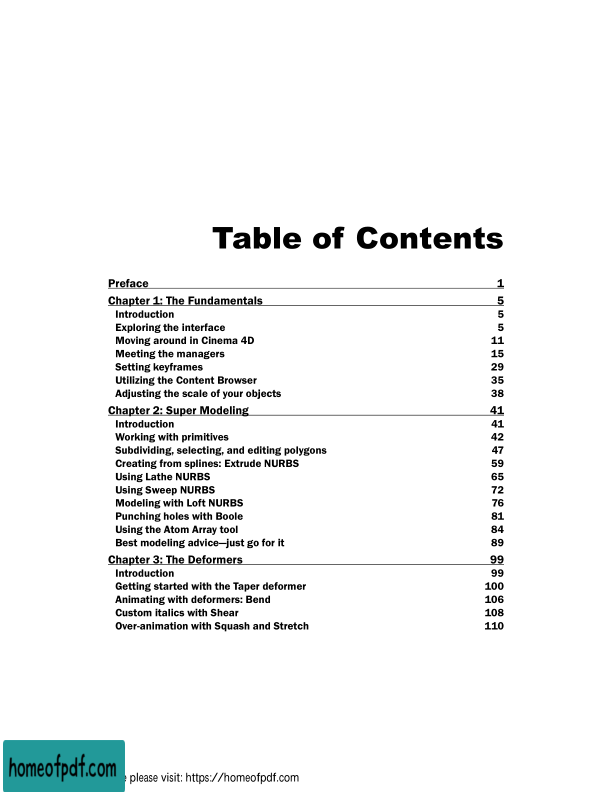 Table of Contents
Preface 1
Chapter 1: The Fundamentals 5
Introduction 5
Exploring the interface 5
Moving around in Cinema 4D 11
Meeting the managers 15
Setting keyframes 29
Utilizing the Content Browser 35
Adjusting the scale of your objects 38
Chapter 2: Super Modeling 41
Introduction 41
Working with primitives 42
Subdividing, selecting, and editing polygons 47
Creating from splines: Extrude NURBS 59
Using Lathe NURBS 65
Using Sweep NURBS 72
Modeling with Loft NURBS 76
Punching holes with Boole 81
Using the Atom Array tool 84
Best modeling advice—just go for it 89
Chapter 3: The Deformers 99
Introduction 99
Getting started with the Taper deformer 100
Animating with deformers: Bend 106
Custom italics with Shear 108
Over-animation with Squash and Stretch 110
homeofpdf.com
please visit: https://homeofpdf.com